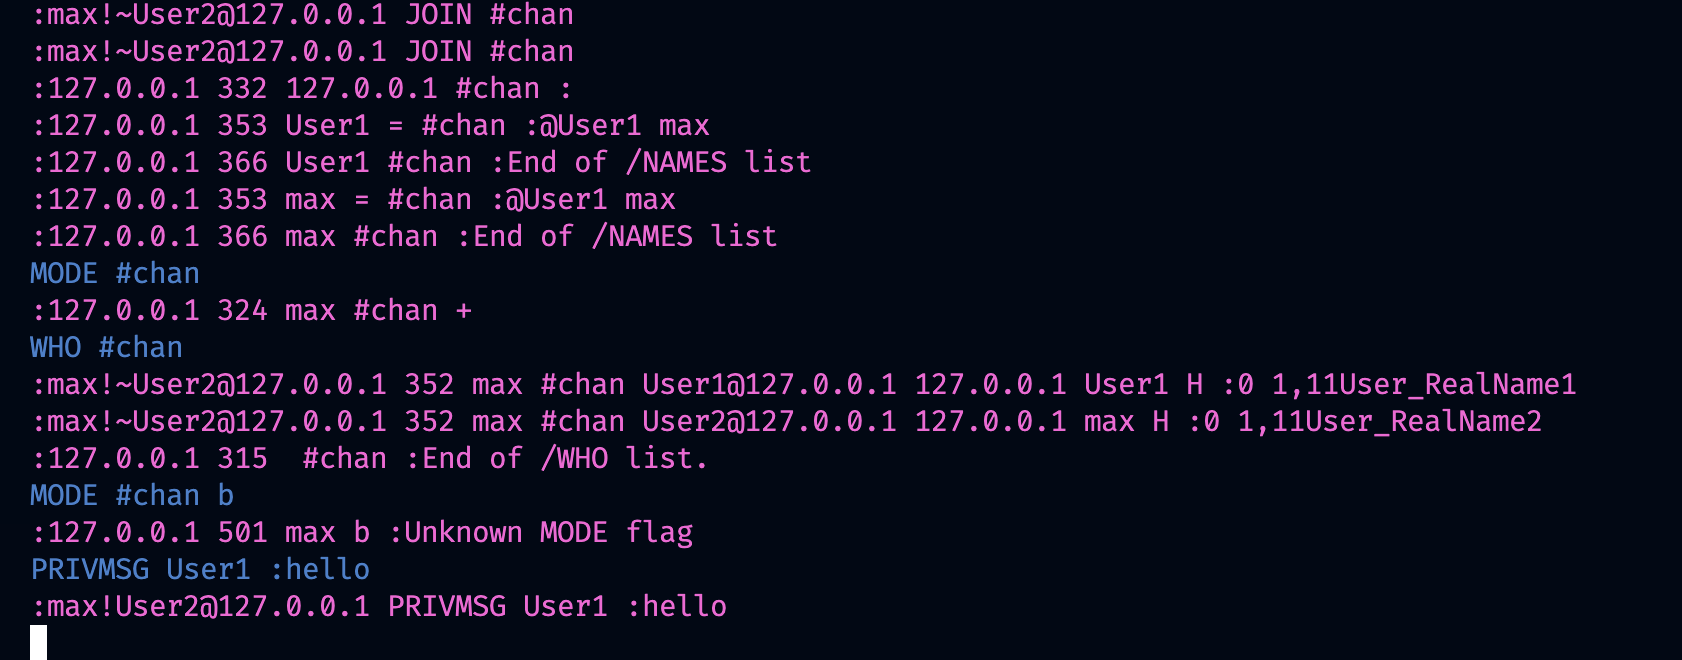 :max!~User2@127.0.0.1 JOIN #chan
:max!~User2@127.0.0.1 JOIN #chan
:127.0.0.1 332 127.0.0.1 #chan :
:127.0.0.1 353 User1 = #chan :@User1 max
:127.0.0.1 366 User1 #chan :End of /NAMES list
:127.0.0.1 353 max = #chan :@User1 max
:127.0.0.1 366 max #chan :End of /NAMES list
MODE #chan
:127.0.0.1 324 max #chan +
WHO #chan
:max!~User2@127.0.0.1 352 max #chan User1@127.0.0.1 127.0.0.1 User1 H :0 1,11User_RealName1
:max!~User2@127.0.0.1 352 max #chan User2@127.0.0.1 127.0.0.1 max H :0 1,11User_RealName2
:127.0.0.1 315  #chan :End of /WHO list.
MODE #chan b
:127.0.0.1 501 max b :Unknown MODE flag
PRIVMSG User1 :hello
:max!User2@127.0.0.1 PRIVMSG User1 :hello